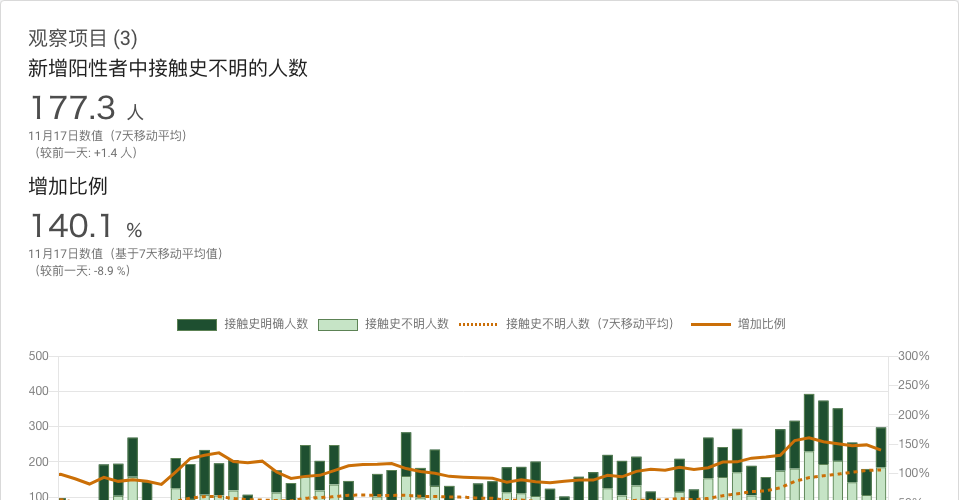 观察项目 (3)
新增阳性者中接触史不明的人数
177.3 人
11月17日数值（7天移动平均）
（较前一天: +1.4 人）
增加比例
140.1 %
11月17日数值（基于7天移动平均值）
（较前一天: -8.9 %）
接触史明确人数 接触史不明人数 接触史不明人数（7天移动平均） 增加比例
500 300%
250%
400
200%
300
150%
200
100%
100